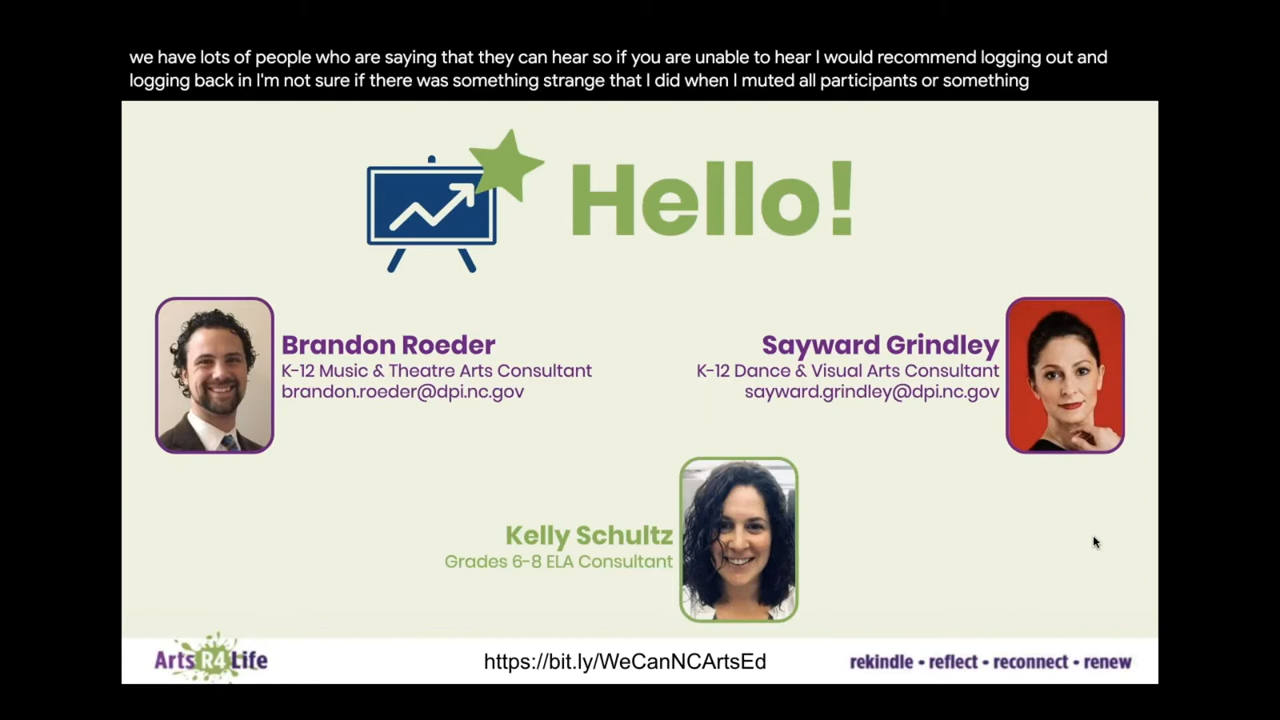 we have lots of people who are saying that they can hear so if you are unable to hear I would recommend logging out and
logging back in I'm not sure if there was something strange that I did when I muted all participants or something
Hello!
Brandon Roeder
K-12 Music & Theatre Arts Consultant
brandon.roeder@dpi.nc.gov
Sayward Grindley
K-12 Dance & Visual Arts Consultant
sayward.grindley@dpi.nc.gov
Kelly Schultz
Grades 6-8 ELA Consultant
Arts R4 Life
https://bit.ly/WeCanNCArtsEd
rekindle • reflect • reconnect • renew